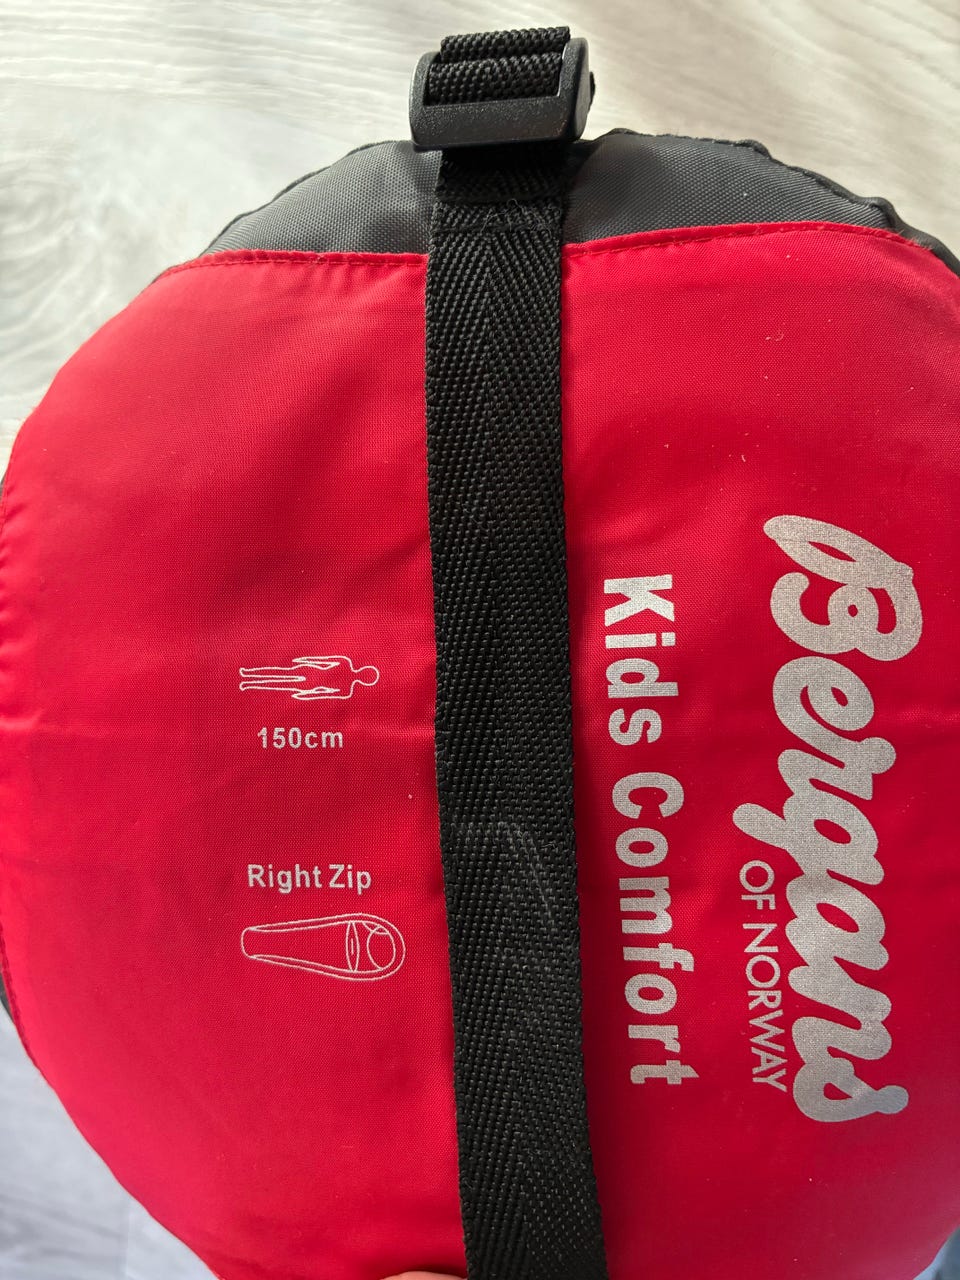 Bergans
OF NORWAY
Kids Comfort
150cm
Right Zip